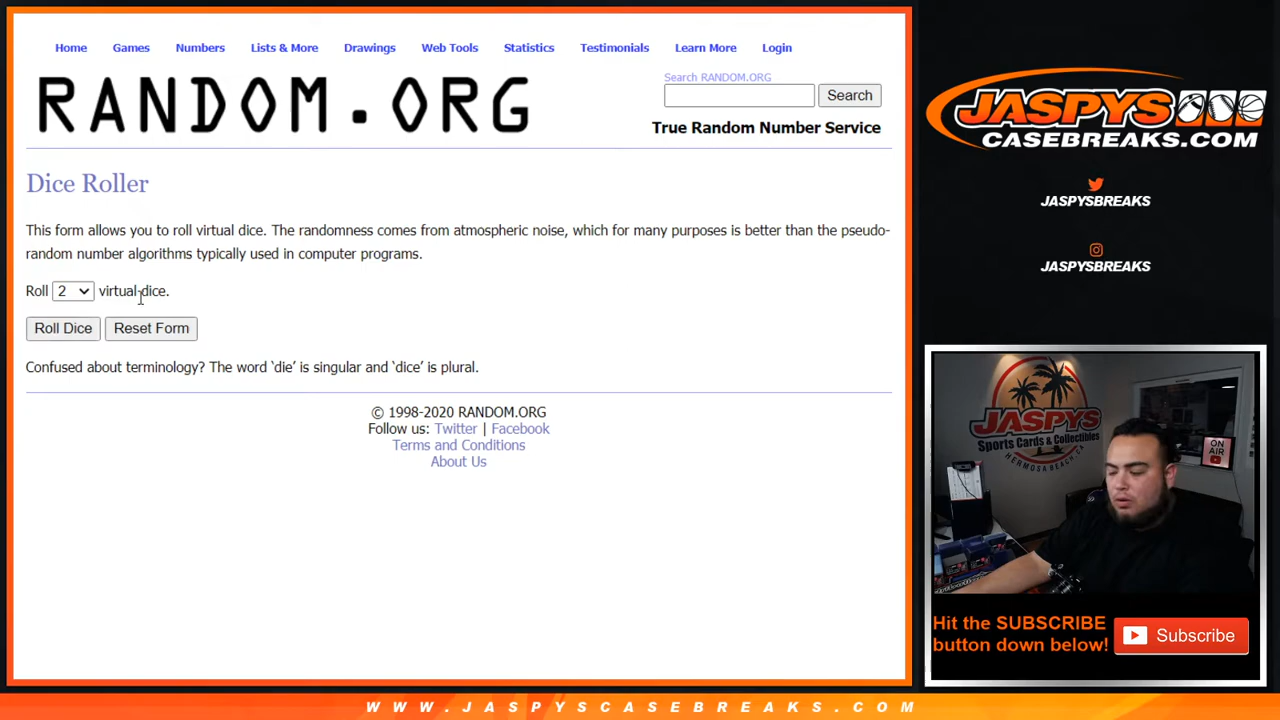 Home Games Numbers Lists & More Drawings Web Tools Statistics Testimonials Learn More Login
RANDOM.ORG
Search RANDOM.ORG
Search
True Random Number Service
Dice Roller
This form allows you to roll virtual dice. The randomness comes from atmospheric noise, which for many purposes is better than the pseudo-
random number algorithms typically used in computer programs.
Roll 2 virtual dice.
Roll Dice Reset Form
Confused about terminology? The word ‘die’ is singular and ‘dice’ is plural.
© 1998-2020 RANDOM.ORG
Follow us: Twitter | Facebook
Terms and Conditions
About Us
JASPYS
CASEBREAKS.COM
JASPYSBREAKS
JASPYSBREAKS
JASPYS
Sports Cards & Collectibles
HERMOSA BEACH, CA
ON AIR
Hit the SUBSCRIBE
button down below!
Subscribe
WWW.JASPYSCASEBREAKS.COM